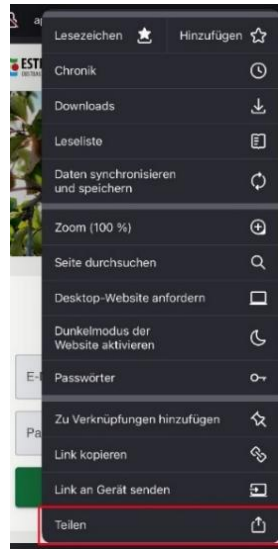 Lesezeichen Hinzufügen
Chronik
Downloads
Leseliste
Daten synchronisieren
und speichern
Zoom (100 %)
Seite durchsuchen
Desktop-Website anfordern
Dunkelmodus der
Website aktivieren
Passwörter
Zu Verknüpfungen hinzufügen
Link kopieren
Link an Gerät senden
Teilen